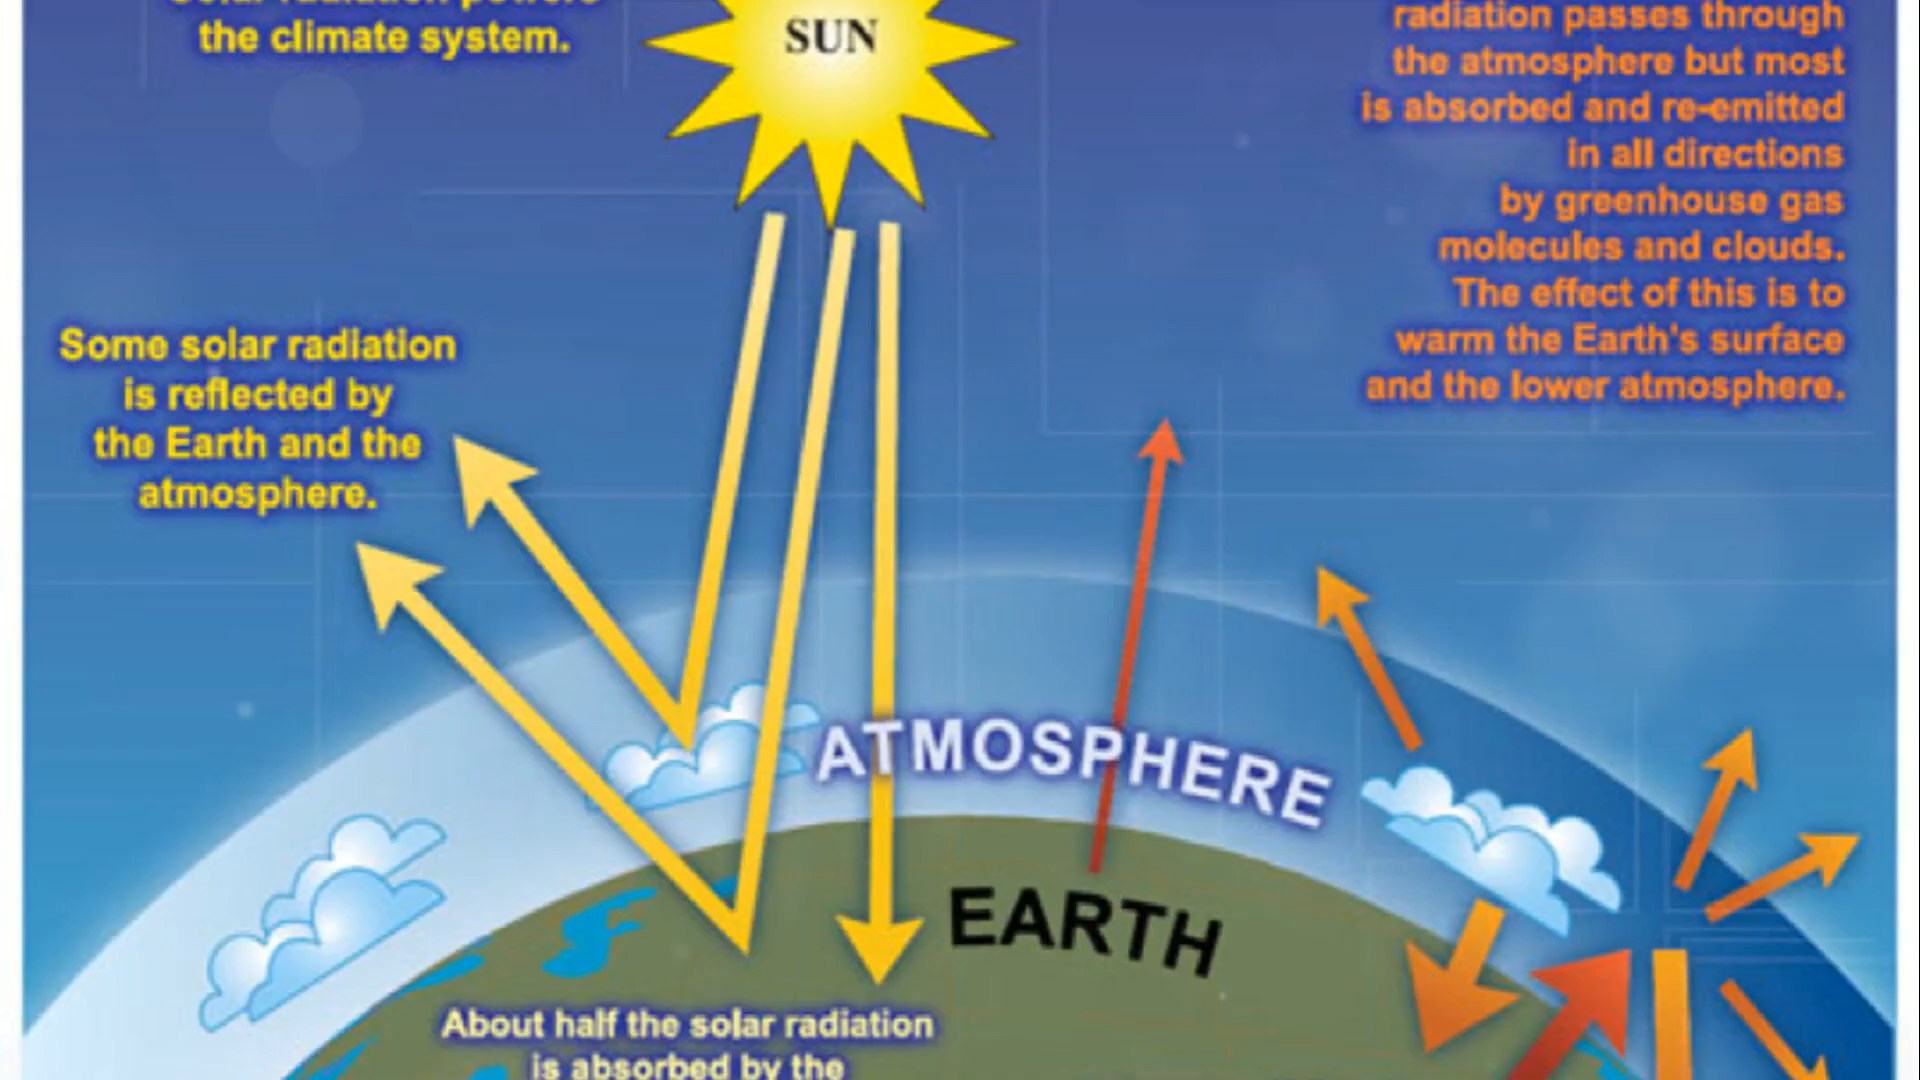 Solar radiation powers
the climate system.
SUN
radiation passes through
the atmosphere but most
is absorbed and re-emitted
in all directions
by greenhouse gas
molecules and clouds.
The effect of this is to
warm the Earth's surface
and the lower atmosphere.
Some solar radiation
is reflected by
the Earth and the
atmosphere.
ATMOSPHERE
EARTH
About half the solar radiation
is absorbed by the